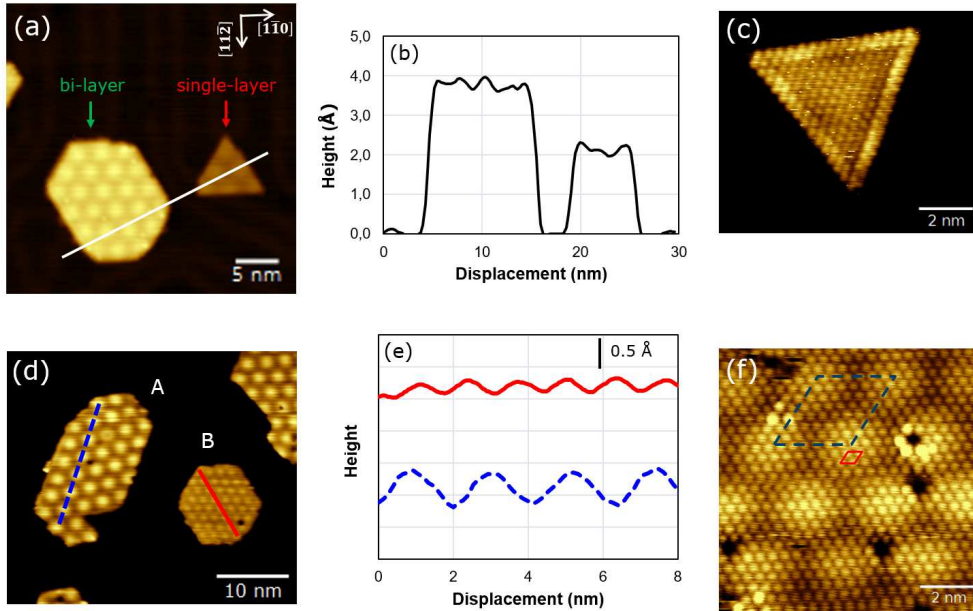 (a)
[11̄0]
[112̄]
bi-layer
single-layer
5 nm
(b)
5,0
4,0
3,0
2,0
1,0
0,0
Height (Å)
0 10 20 30
Displacement (nm)
(c)
2 nm
(d)
A
B
10 nm
(e)
0.5 Å
Height
0 2 4 6 8
Displacement (nm)
(f)
2 nm